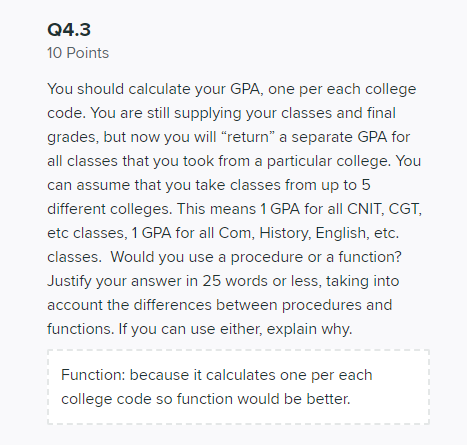 Q4.3
10 Points
You should calculate your GPA, one per each college
code. You are still supplying your classes and final
grades, but now you will “return” a separate GPA for
all classes that you took from a particular college. You
can assume that you take classes from up to 5
different colleges. This means 1 GPA for all CNIT, CGT,
etc classes, 1 GPA for all Com, History, English, etc.
classes.  Would you use a procedure or a function?
Justify your answer in 25 words or less, taking into
account the differences between procedures and
functions. If you can use either, explain why.
Function: because it calculates one per each
college code so function would be better.